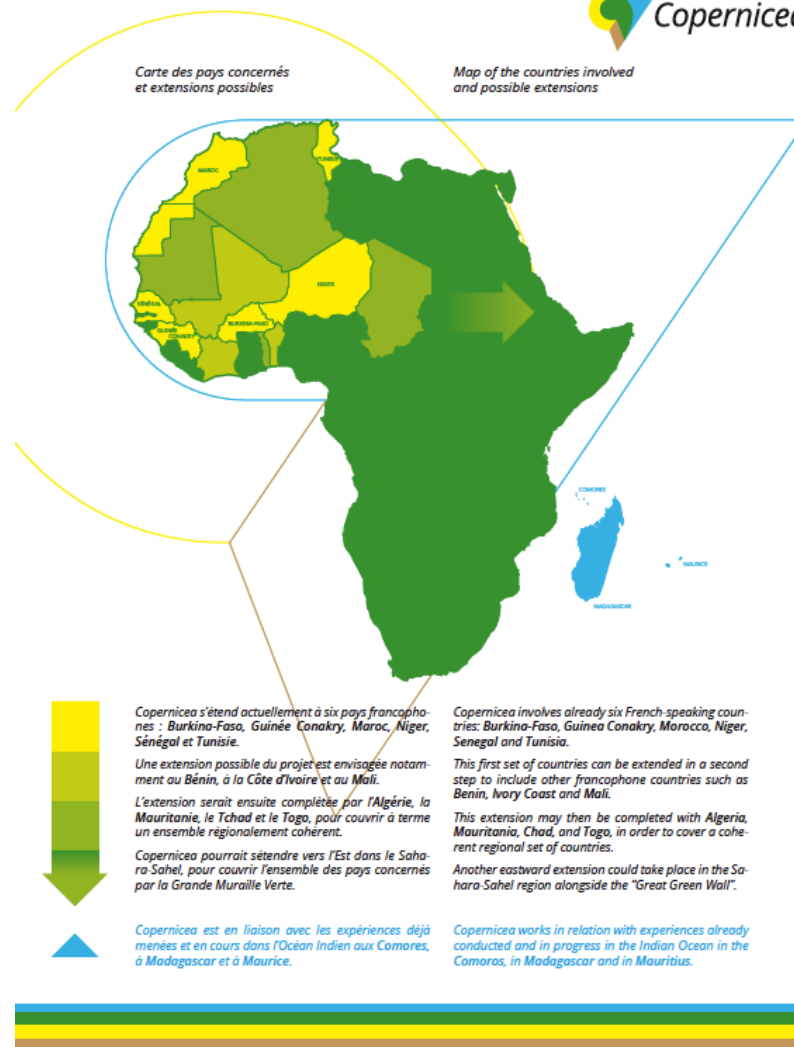 Copernicea
Carte des pays concernés
et extensions possibles
Map of the countries involved
and possible extensions
MAROC
TUNISIE
NIGER
SÉNÉGAL
GUINÉE
CONAKRY
BURKINA-FASO
COMORES
MAURICE
MADAGASCAR
Copernicea s'étend actuellement à six pays francopho-
nes : Burkina-Faso, Guinée Conakry, Maroc, Niger,
Sénégal et Tunisie.
Une extension possible du projet est envisagée notam-
ment au Bénin, à la Côte d'Ivoire et au Mali.
L'extension serait ensuite complétée par l'Algérie, la
Mauritanie, le Tchad et le Togo, pour couvrir à terme
un ensemble régionalement cohérent.
Copernicea pourrait sétendre vers l'Est dans le Saha-
ra-Sahel, pour couvrir l'ensemble des pays concernés
par la Grande Muraille Verte.
Copernicea est en liaison avec les expériences déjà
menées et en cours dans l'Océan Indien aux Comores,
à Madagascar et à Maurice.
Copernicea involves already six French-speaking coun-
tries: Burkina-Faso, Guinea Conakry, Morocco, Niger,
Senegal and Tunisia.
This first set of countries can be extended in a second
step to include other francophone countries such as
Benin, Ivory Coast and Mali.
This extension may then be completed with Algeria,
Mauritania, Chad, and Togo, in order to cover a cohe-
rent regional set of countries.
Another eastward extension could take place in the Sa-
hara-Sahel region alongside the “Great Green Wall”.
Copernicea works in relation with experiences already
conducted and in progress in the Indian Ocean in the
Comoros, in Madagascar and in Mauritius.